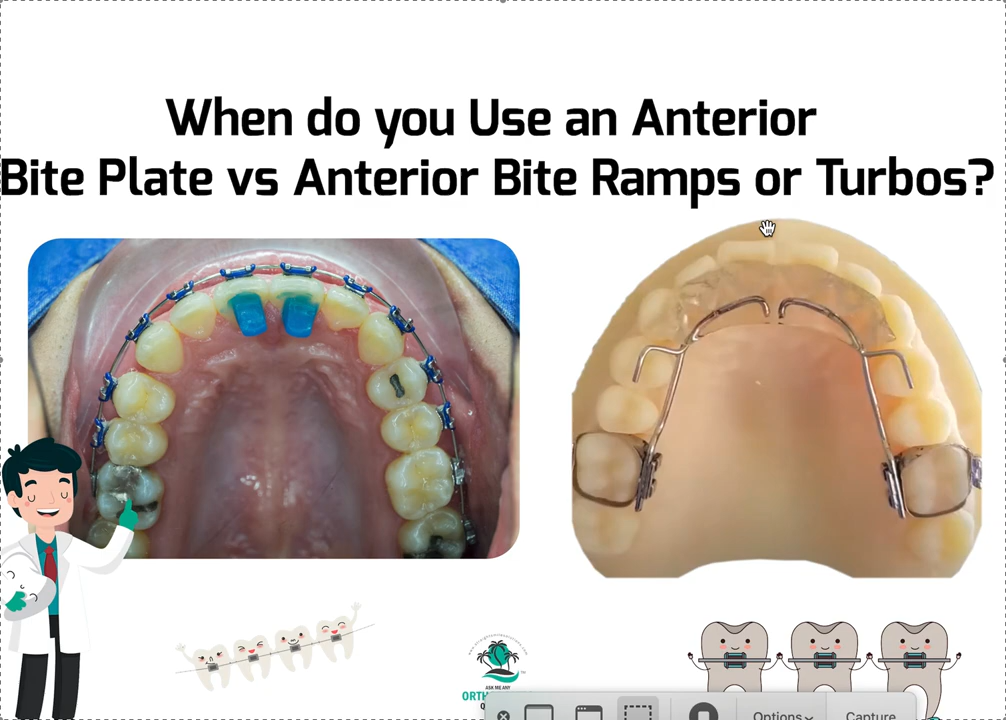 When do you Use an Anterior
Bite Plate vs Anterior Bite Ramps or Turbos?
ASK ME ANY
ORTH
Options
Capture